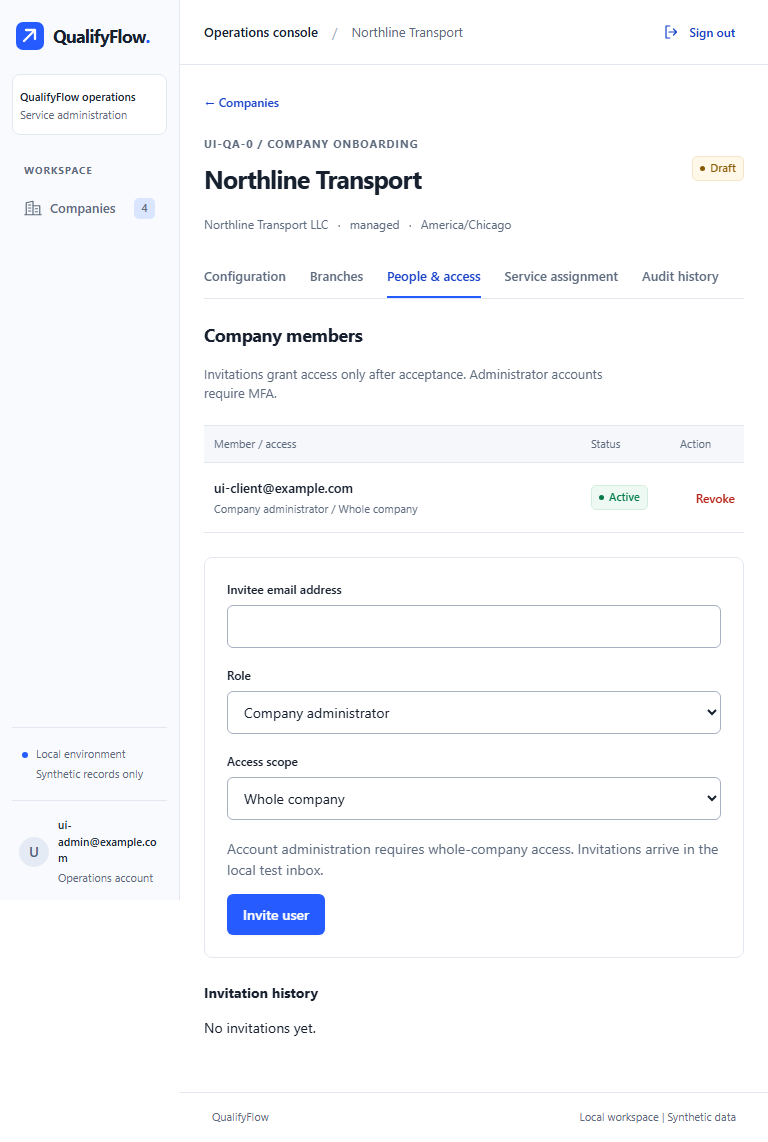 QualifyFlow.
QualifyFlow operations
Service administration
WORKSPACE
Companies 4
Local environment
Synthetic records only
U
ui-
admin@example.co
m
Operations account
Operations console / Northline Transport
Sign out
← Companies
UI-QA-0 / COMPANY ONBOARDING
Northline Transport
Draft
Northline Transport LLC · managed · America/Chicago
Configuration Branches People & access Service assignment Audit history
Company members
Invitations grant access only after acceptance. Administrator accounts
require MFA.
Member / access Status Action
ui-client@example.com
Company administrator / Whole company
Active
Revoke
Invitee email address
Role
Company administrator
Access scope
Whole company
Account administration requires whole-company access. Invitations arrive in the
local test inbox.
Invite user
Invitation history
No invitations yet.
QualifyFlow
Local workspace | Synthetic data